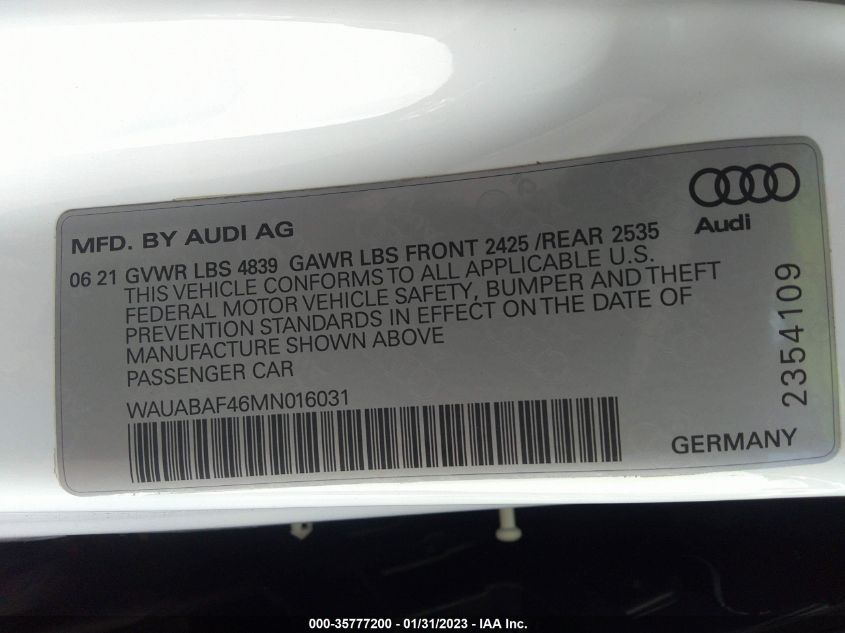 Audi
MFD. BY AUDI AG
06 21 GVWR LBS 4839 GAWR LBS FRONT 2425 /REAR 2535
THIS VEHICLE CONFORMS TO ALL APPLICABLE U.S.
FEDERAL MOTOR VEHICLE SAFETY, BUMPER AND THEFT
PREVENTION STANDARDS IN EFFECT ON THE DATE OF
MANUFACTURE SHOWN ABOVE
PASSENGER CAR
WAUABAF46MN016031
2354109
GERMANY
000-35777200 - 01/31/2023 - IAA Inc.